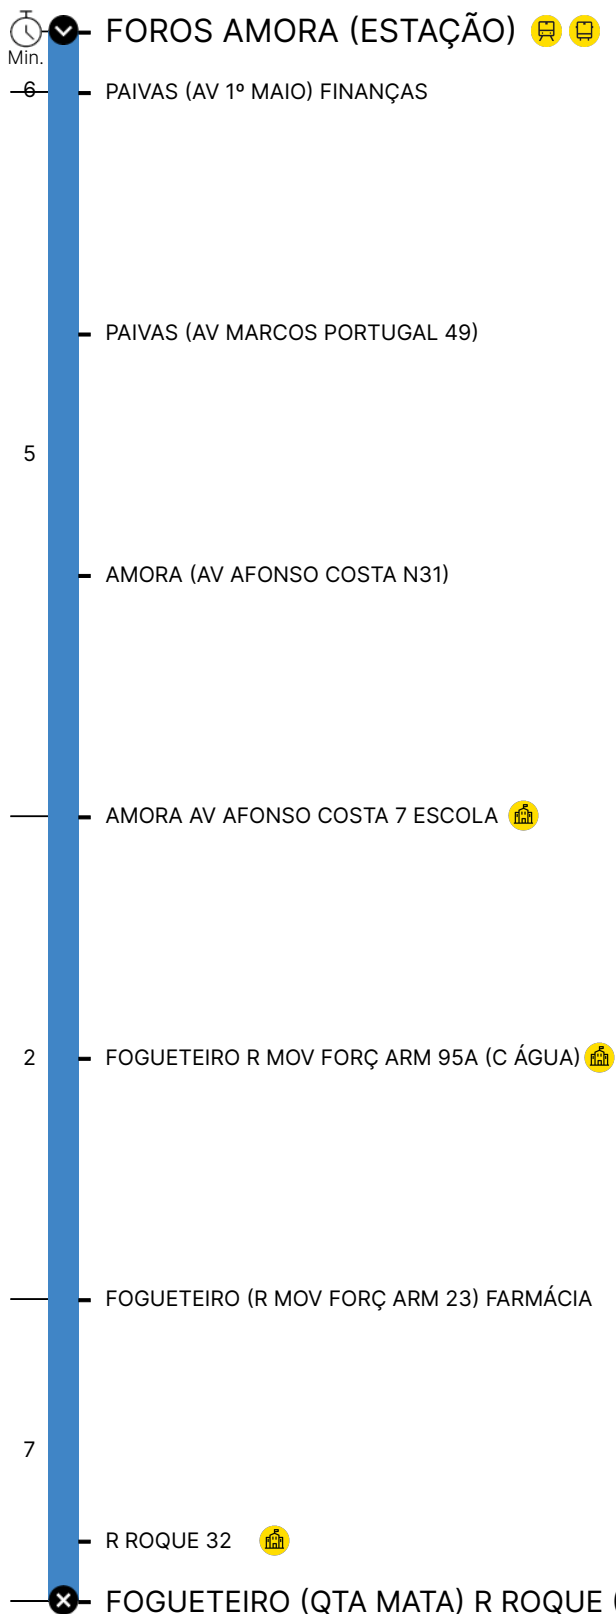 FOROS AMORA (ESTAÇÃO)
Min.
6 PAIVAS (AV 1º MAIO) FINANÇAS
PAIVAS (AV MARCOS PORTUGAL 49)
5
AMORA (AV AFONSO COSTA N31)
AMORA AV AFONSO COSTA 7 ESCOLA
2 FOGUETEIRO R MOV FORÇ ARM 95A (C ÁGUA)
FOGUETEIRO (R MOV FORÇ ARM 23) FARMÁCIA
7
R ROQUE 32
FOGUETEIRO (QTA MATA) R ROQUE (